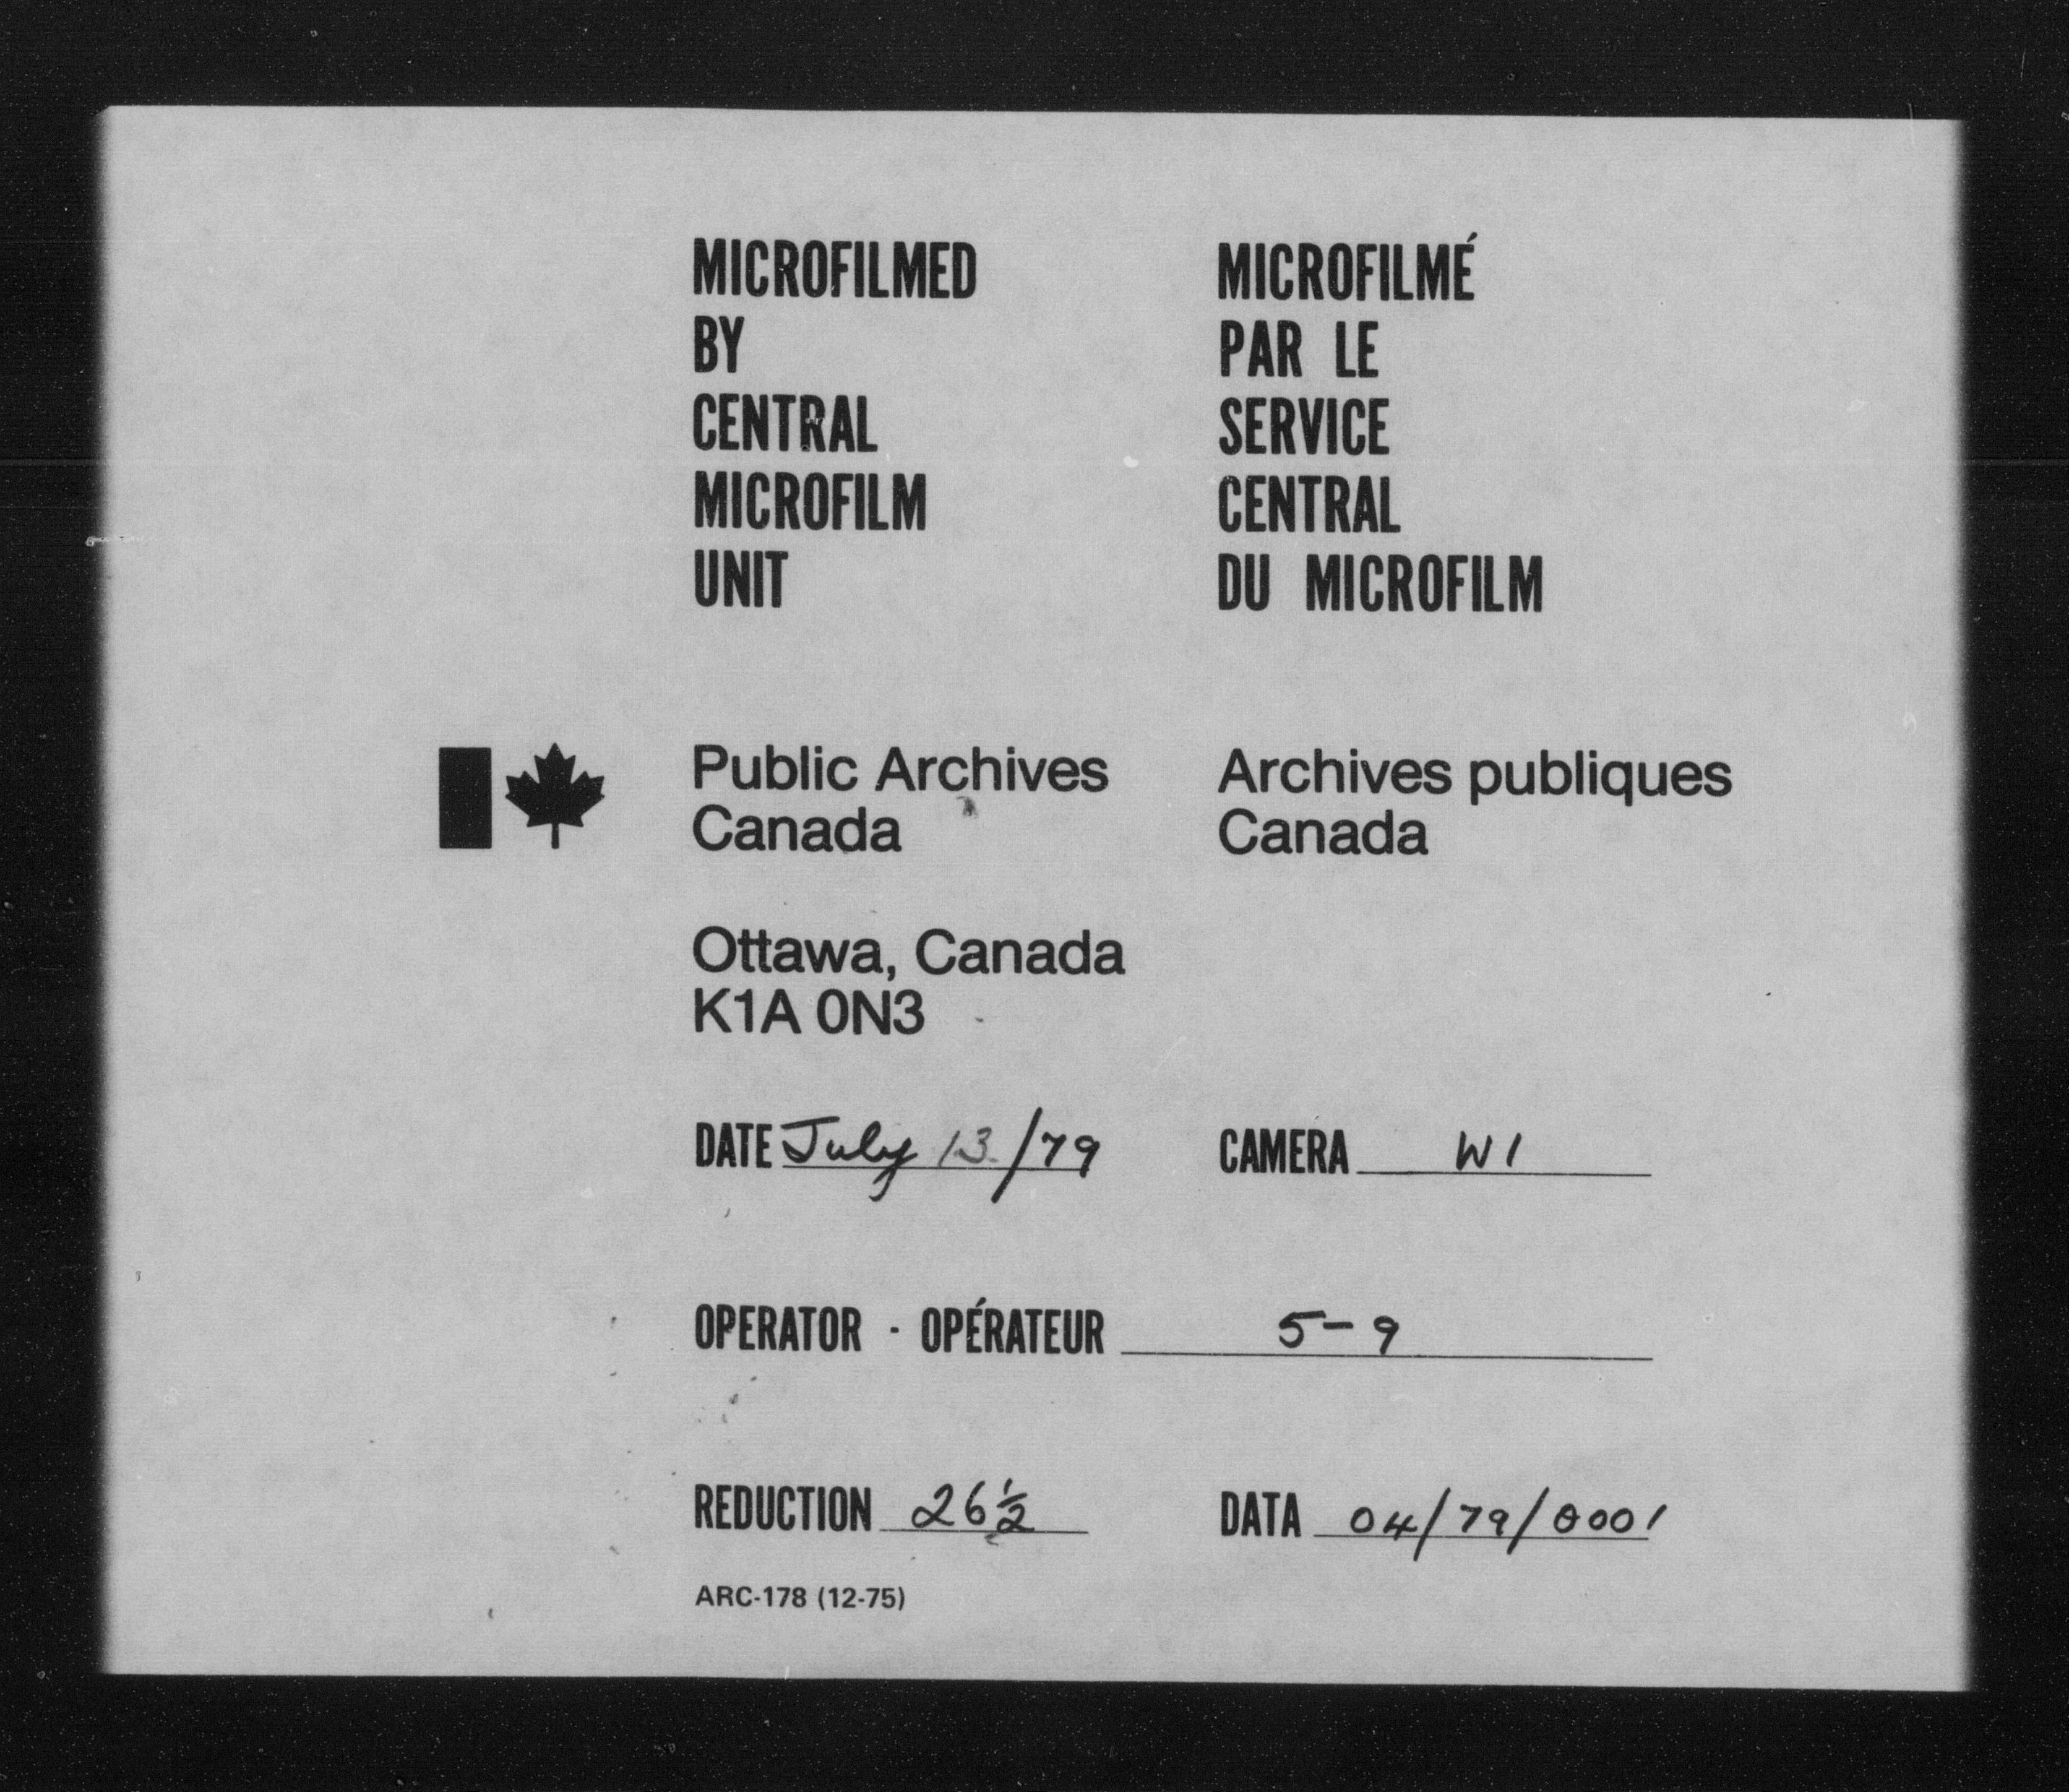 MICROFILMED
BY
CENTRAL
MICROFILM
UNIT
MICROFILMÉ
PAR LE
SERVICE
CENTRAL
DU MICROFILM
Public Archives
Canada
Archives publiques
Canada
Ottawa, Canada
K1A 0N3
DATE July 13/79
CAMERA W1
OPERATOR - OPÉRATEUR 5-9
REDUCTION 26½
DATA 04/79/0001
ARC-178 (12-75)